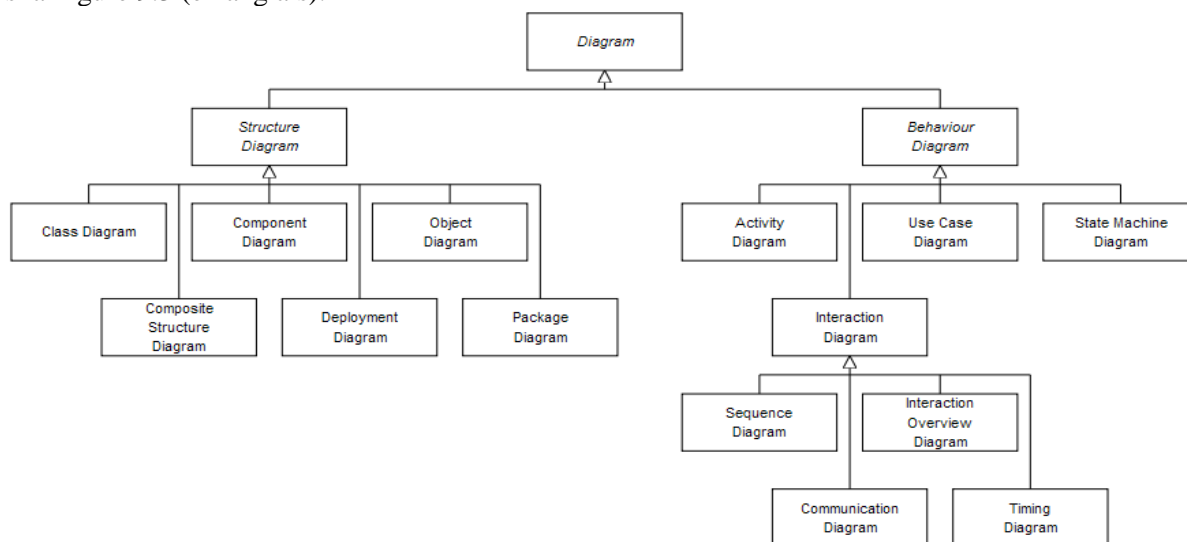 Diagram
Structure
Diagram
Behaviour
Diagram
Class Diagram
Component
Diagram
Object
Diagram
Activity
Diagram
Use Case
Diagram
State Machine
Diagram
Composite
Structure
Diagram
Deployment
Diagram
Package
Diagram
Interaction
Diagram
Sequence
Diagram
Interaction
Overview
Diagram
Communication
Diagram
Timing
Diagram